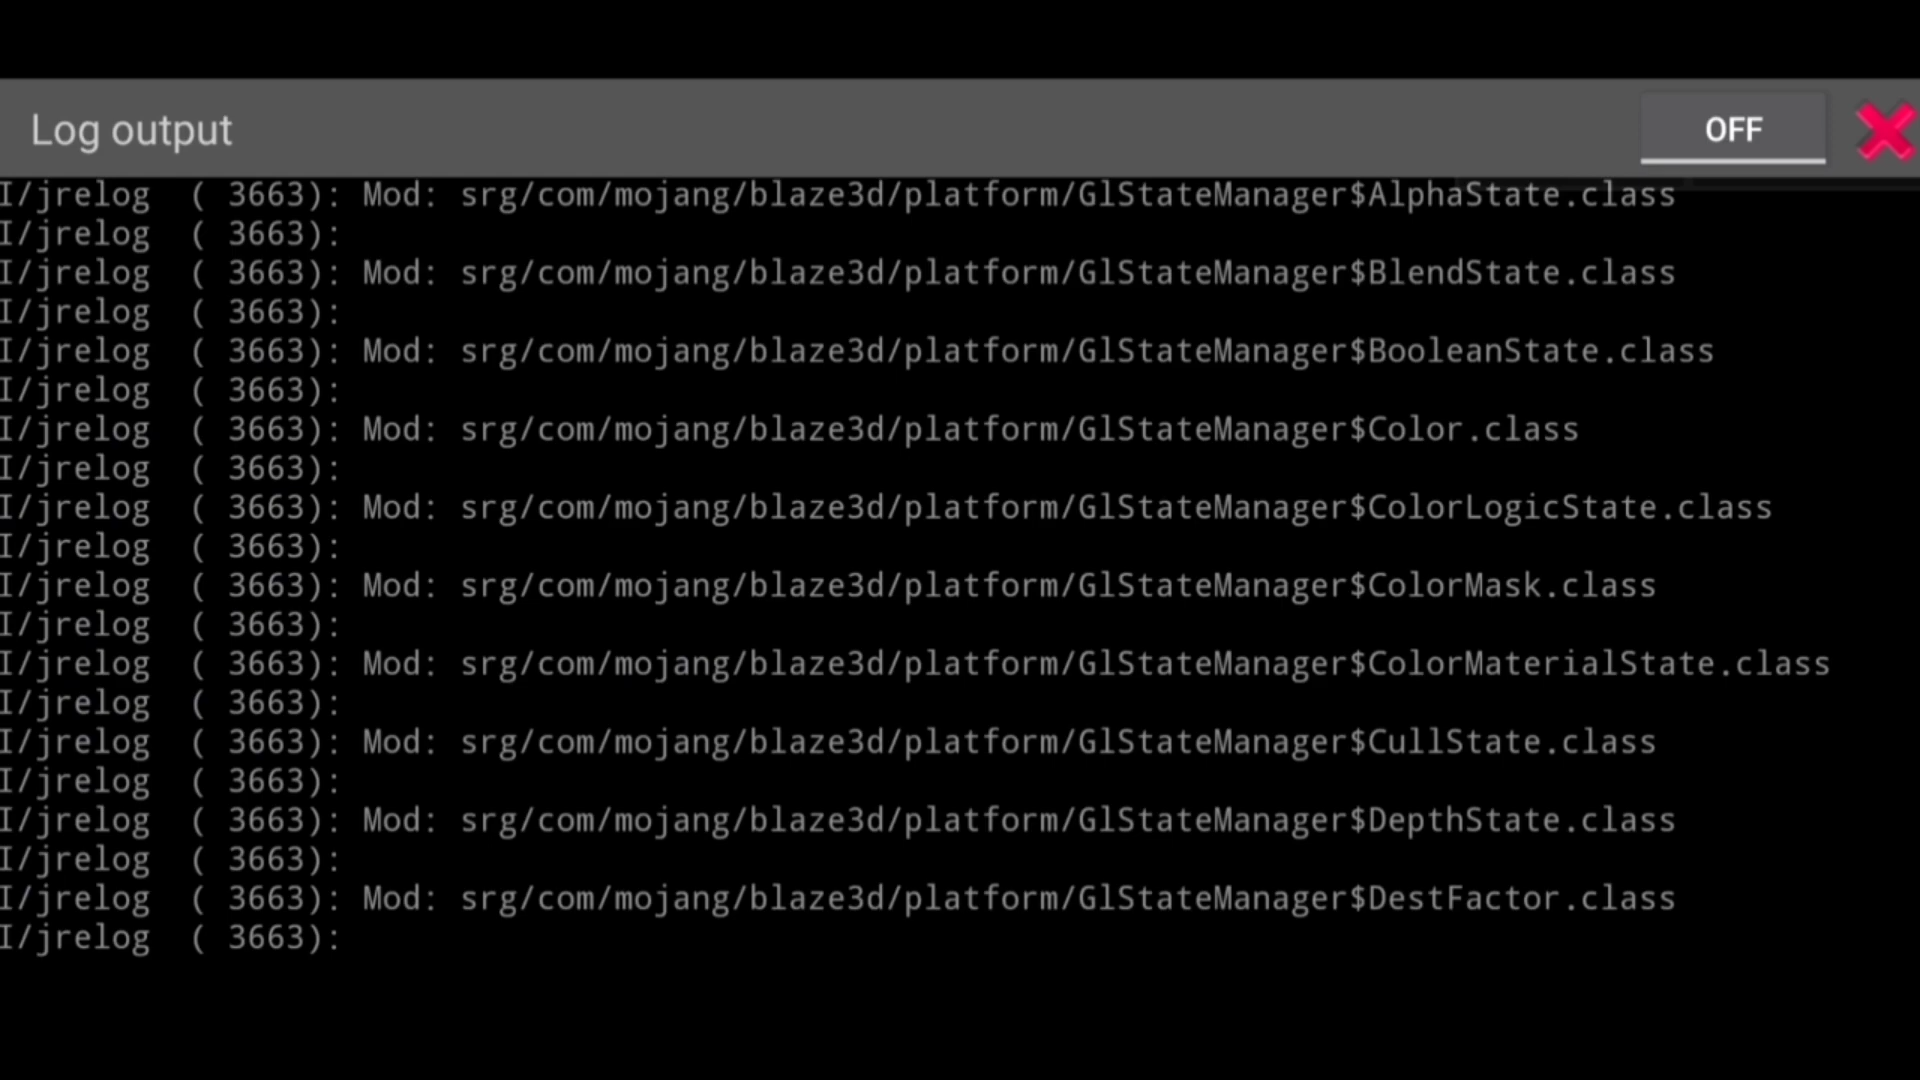 Log output
OFF
I/jrelog  ( 3663): Mod: srg/com/mojang/blaze3d/platform/GlStateManager$AlphaState.class
I/jrelog  ( 3663):
I/jrelog  ( 3663): Mod: srg/com/mojang/blaze3d/platform/GlStateManager$BlendState.class
I/jrelog  ( 3663):
I/jrelog  ( 3663): Mod: srg/com/mojang/blaze3d/platform/GlStateManager$BooleanState.class
I/jrelog  ( 3663):
I/jrelog  ( 3663): Mod: srg/com/mojang/blaze3d/platform/GlStateManager$Color.class
I/jrelog  ( 3663):
I/jrelog  ( 3663): Mod: srg/com/mojang/blaze3d/platform/GlStateManager$ColorLogicState.class
I/jrelog  ( 3663):
I/jrelog  ( 3663): Mod: srg/com/mojang/blaze3d/platform/GlStateManager$ColorMask.class
I/jrelog  ( 3663):
I/jrelog  ( 3663): Mod: srg/com/mojang/blaze3d/platform/GlStateManager$ColorMaterialState.class
I/jrelog  ( 3663):
I/jrelog  ( 3663): Mod: srg/com/mojang/blaze3d/platform/GlStateManager$CullState.class
I/jrelog  ( 3663):
I/jrelog  ( 3663): Mod: srg/com/mojang/blaze3d/platform/GlStateManager$DepthState.class
I/jrelog  ( 3663):
I/jrelog  ( 3663): Mod: srg/com/mojang/blaze3d/platform/GlStateManager$DestFactor.class
I/jrelog  ( 3663):